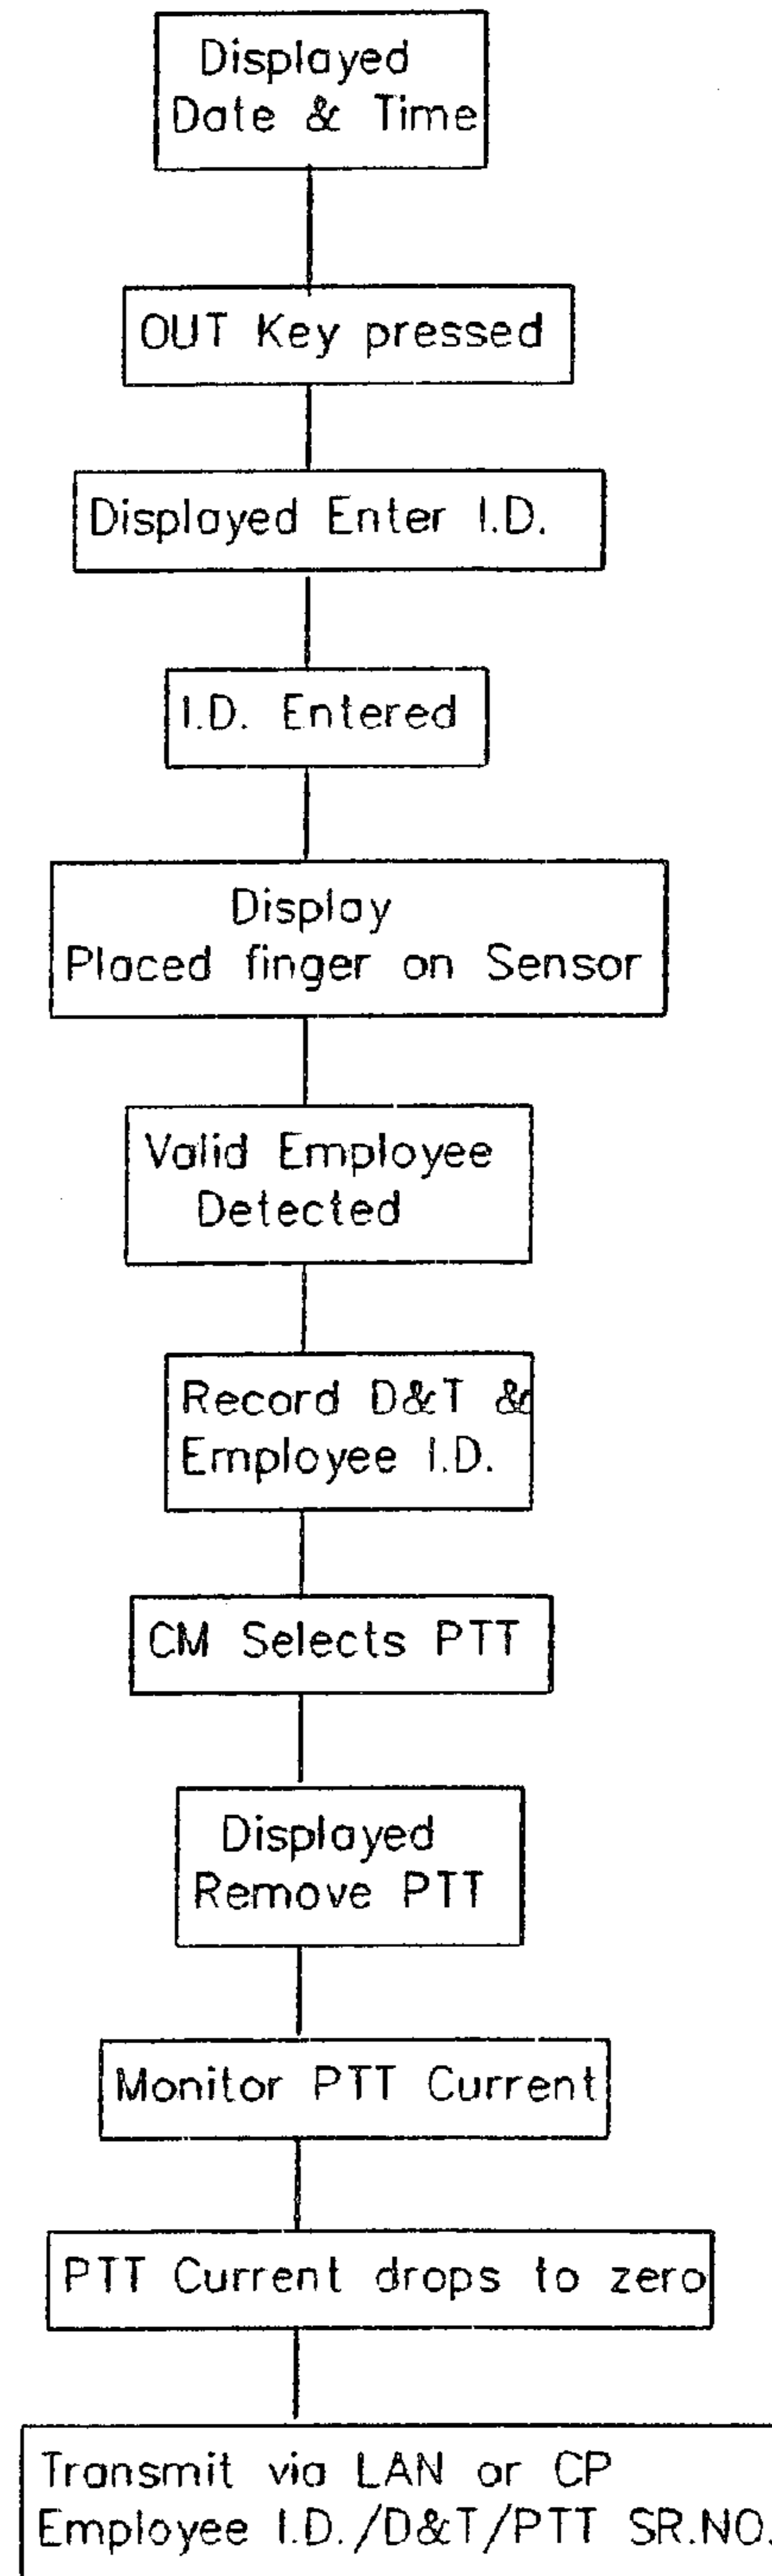 Displayed
Date & Time
OUT Key pressed
Displayed Enter I.D.
I.D. Entered
Display
Placed finger on Sensor
Valid Employee
Detected
Record D&T &
Employee I.D.
CM Selects PTT
Displayed
Remove PTT
Monitor PTT Current
PTT Current drops to zero
Transmit via LAN or CP
Employee I.D./D&T/PTT SR.NO.